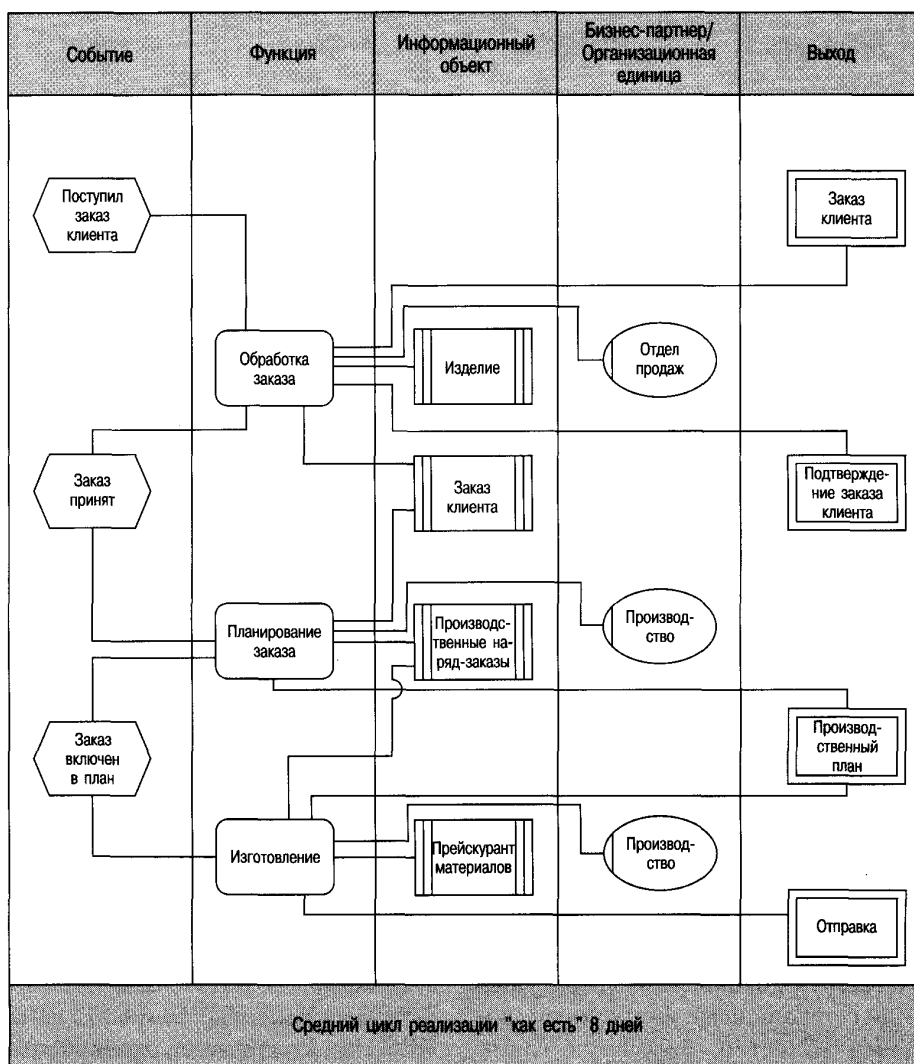 Событие
Функция
Информационный
объект
Бизнес-партнер/
Организационная
единица
Выход
Поступил
заказ
клиента
Заказ
клиента
Обработка
заказа
Изделие
Отдел
продаж
Заказ
принят
Заказ
клиента
Подтвержде-
ние заказа
клиента
Планирование
заказа
Производс-
твенные на-
ряд-заказы
Производ-
ство
Заказ
включен
в план
Производ-
ственный
план
Изготовление
Прейскурант
материалов
Производ-
ство
Отправка
Средний цикл реализации "как есть" 8 дней